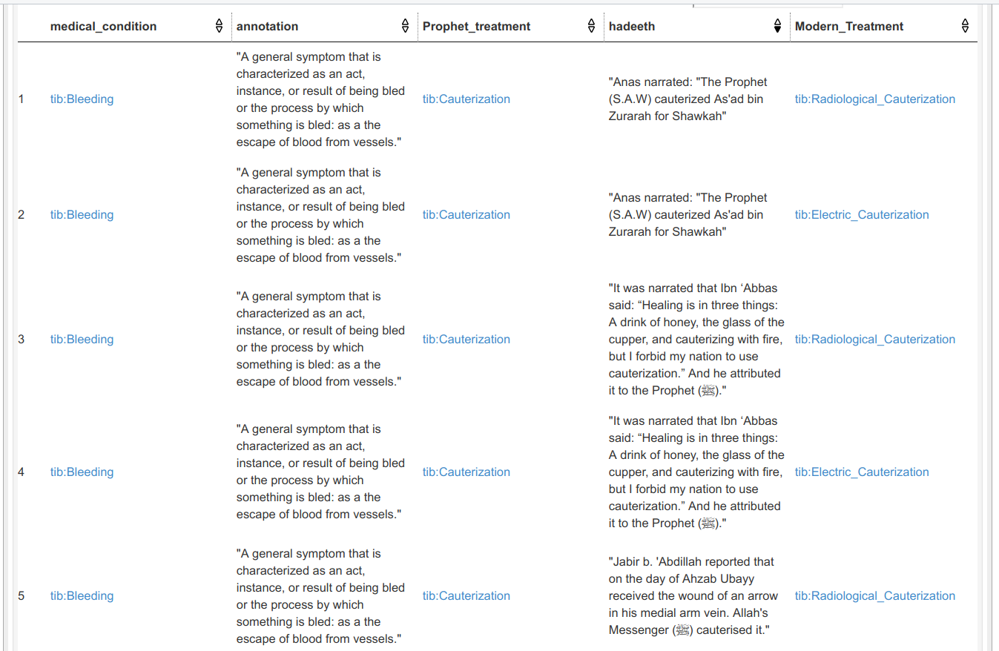 medical_condition annotation Prophet_treatment hadeeth Modern_Treatment
1
tib:Bleeding
"A general symptom that is
characterized as an act,
instance, or result of being bled
or the process by which
something is bled: as a the
escape of blood from vessels."
tib:Cauterization
"Anas narrated: "The Prophet
(S.A.W) cauterized As'ad bin
Zurarah for Shawkah"
tib:Radiological_Cauterization
2
tib:Bleeding
"A general symptom that is
characterized as an act,
instance, or result of being bled
or the process by which
something is bled: as a the
escape of blood from vessels."
tib:Cauterization
"Anas narrated: "The Prophet
(S.A.W) cauterized As'ad bin
Zurarah for Shawkah"
tib:Electric_Cauterization
3
tib:Bleeding
"A general symptom that is
characterized as an act,
instance, or result of being bled
or the process by which
something is bled: as a the
escape of blood from vessels."
tib:Cauterization
"It was narrated that Ibn ‘Abbas
said: “Healing is in three things:
A drink of honey, the glass of the
cupper, and cauterizing with fire,
but I forbid my nation to use
cauterization.” And he attributed
it to the Prophet (ﷺ)."
tib:Radiological_Cauterization
4
tib:Bleeding
"A general symptom that is
characterized as an act,
instance, or result of being bled
or the process by which
something is bled: as a the
escape of blood from vessels."
tib:Cauterization
"It was narrated that Ibn ‘Abbas
said: “Healing is in three things:
A drink of honey, the glass of the
cupper, and cauterizing with fire,
but I forbid my nation to use
cauterization.” And he attributed
it to the Prophet (ﷺ)."
tib:Electric_Cauterization
5
tib:Bleeding
"A general symptom that is
characterized as an act,
instance, or result of being bled
or the process by which
something is bled: as a the
escape of blood from vessels."
tib:Cauterization
"Jabir b. 'Abdillah reported that
on the day of Ahzab Ubayy
received the wound of an arrow
in his medial arm vein. Allah's
Messenger (ﷺ) cauterised it."
tib:Radiological_Cauterization